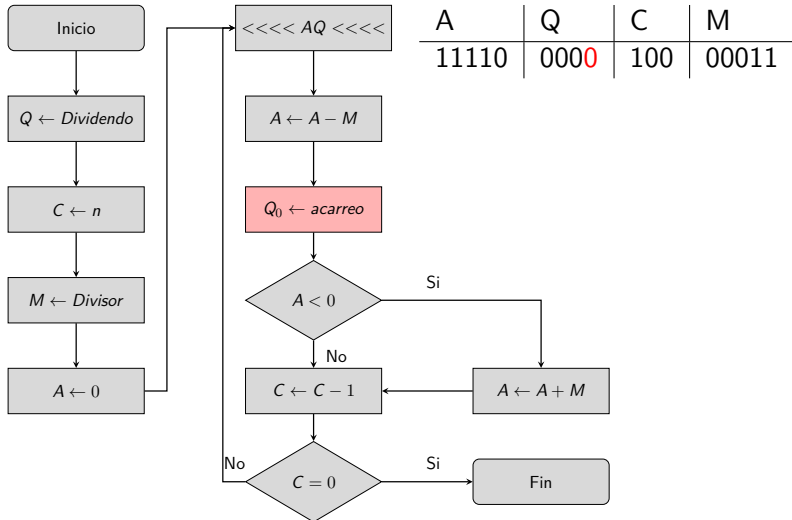 Inicio
Q ← Dividendo
C ← n
M ← Divisor
A ← 0
<<<< AQ <<<<
A ← A − M
Q₀ ← acarreo
A < 0
Si
No
C ← C − 1
A ← A + M
C = 0
No
Si
Fin
A Q C M
11110 0000 100 00011